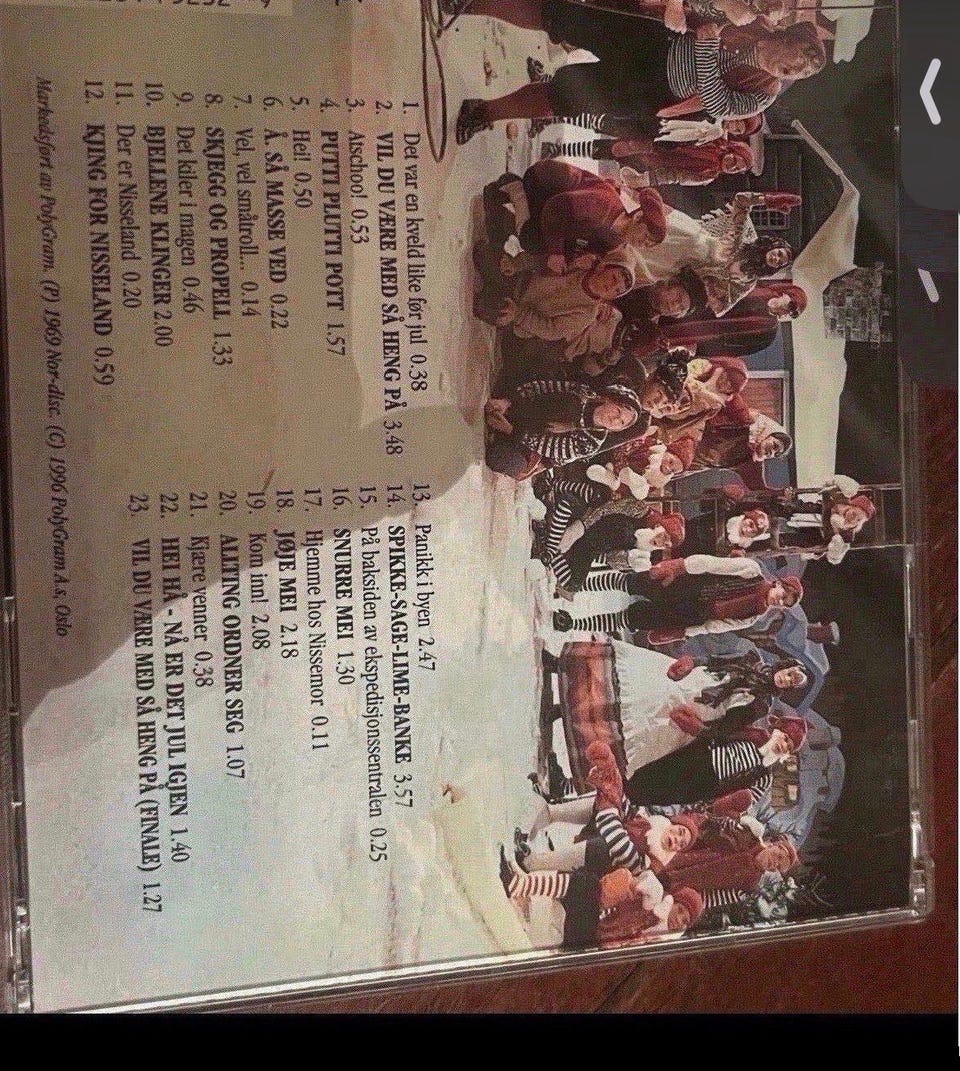 1. Det var en kveld like før jul 0.38
2. VIL DU VÆRE MED SÅ HENG PÅ 3.48
3. Atschoo! 0.53
4. PUTTI PLUTTI POTT 1.57
5. Hei! 0.50
6. Å, SÅ MASSE VED 0.22
7. Vel, vel småtroll... 0.14
8. SKJEGG OG PROPELL 1.33
9. Det kiler i magen 0.46
10. BJELLENE KLINGER 2.00
11. Der er Nisseland 0.20
12. KJING FOR NISSELAND 0.59
13. Panikk i byen 2.47
14. SPIKKE-SAGE-LIME-BANKE 3.57
15. På baksiden av ekspedisjonssentralen 0.25
16. SNURRE MEI 1.30
17. Hjemme hos Nissemor 0.11
18. JØJE MEI 2.18
19. Kom inn! 2.08
20. ALLTING ORDNER SEG 1.07
21. Kjære venner 0.38
22. HEI HÅ - NÅ ER DET JUL IGJEN 1.40
23. VIL DU VÆRE MED SÅ HENG PÅ (FINALE) 1.27
Markedsført av PolyGram. (P) 1969 Nor-disc. (C) 1996 PolyGram A.s, Oslo